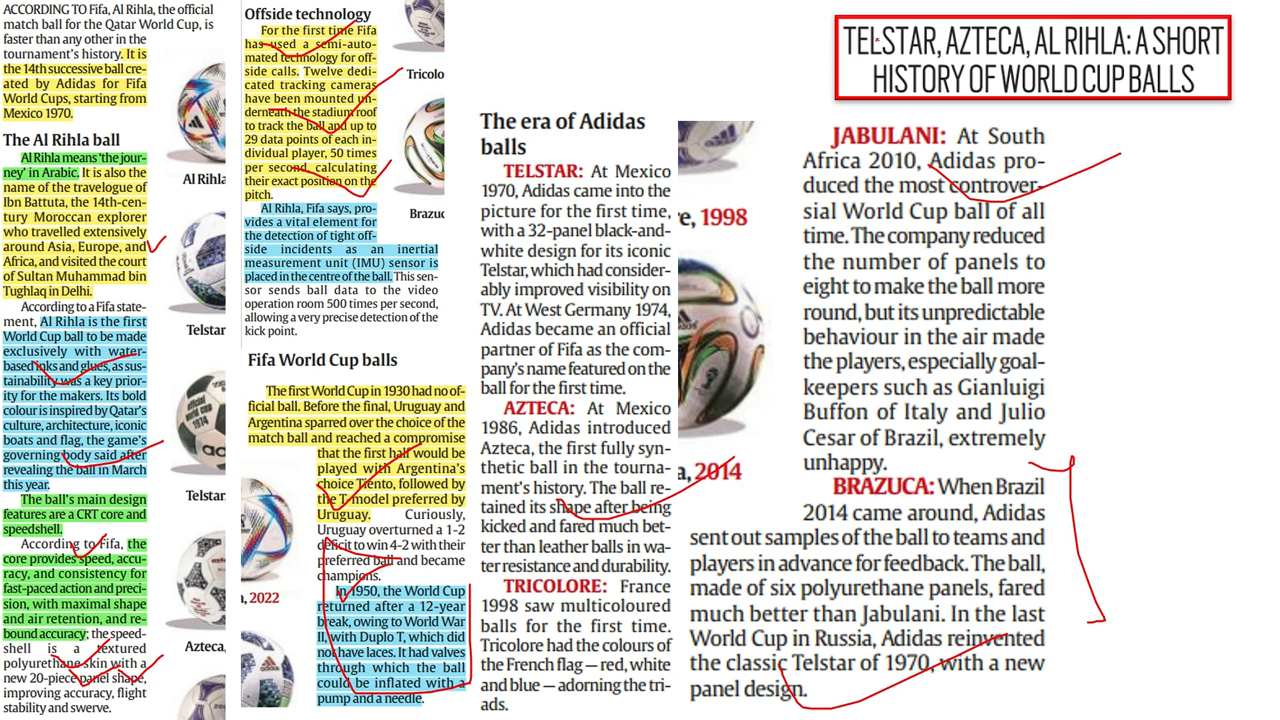 TELSTAR, AZTECA, AL RIHLA: A SHORT
HISTORY OF WORLD CUP BALLS
ACCORDING TO Fifa, Al Rihla, the official
match ball for the Qatar World Cup, is
faster than any other in the
tournament's history. It is
the 14th successive ball cre-
ated by Adidas for Fifa
World Cups, starting from
Mexico 1970.
The Al Rihla ball
Al Rihla means 'the jour-
ney' in Arabic. It is also the
name of the travelogue of
Ibn Battuta, the 14th-cen-
tury Moroccan explorer
who travelled extensively
around Asia, Europe, and
Africa, and visited the court
of Sultan Muhammad bin
Tughlaq in Delhi.
According to a Fifa state-
ment, Al Rihla is the first
World Cup ball to be made
exclusively with water-
based inks and glues, as sus-
tainability was a key prior-
ity for the makers. Its bold
colour is inspired by Qatar's
culture, architecture, iconic
boats and flag, the game's
governing body said after
revealing the ball in March
this year.
The ball's main design
features are a CRT core and
speedshell.
According to Fifa, the
core provides speed, accu-
racy, and consistency for
fast-paced action and preci-
sion, with maximal shape
and air retention, and re-
bound accuracy; the speed-
shell is a textured
polyurethane skin with a
new 20-piece panel shape,
improving accuracy, flight
stability and swerve.
Al Rihla
Telstar
official
world cup
1974
Telstar
Azteca,
Offside technology
For the first time Fifa
has used a semi-auto-
mated technology for off-
side calls. Twelve dedi-
cated tracking cameras
have been mounted un-
derneath the stadium roof
to track the ball and up to
29 data points of each in-
dividual player, 50 times
per second, calculating
their exact position on the
pitch.
Al Rihla, Fifa says, pro-
vides a vital element for
the detection of tight off-
side incidents as an inertial
measurement unit (IMU) sensor is
placed in the centre of the ball. This sen-
sor sends ball data to the video
operation room 500 times per second,
allowing a very precise detection of the
kick point.
Tricolo
Brazuc
Fifa World Cup balls
The first World Cup in 1930 had no of-
ficial ball. Before the final, Uruguay and
Argentina sparred over the choice of the
match ball and reached a compromise
that the first half would be
played with Argentina's
choice Tiento, followed by
the T-model preferred by
Uruguay. Curiously,
Uruguay overturned a 1-2
deficit to win 4-2 with their
preferred ball and became
champions.
In 1950, the World Cup
returned after a 12-year
break, owing to World War
II, with Duplo T, which did
not have laces. It had valves
through which the ball
could be inflated with a
pump and a needle.
a, 2022
The era of Adidas
balls
TELSTAR: At Mexico
1970, Adidas came into the
picture for the first time,
with a 32-panel black-and-
white design for its iconic
Telstar, which had consider-
ably improved visibility on
TV. At West Germany 1974,
Adidas became an official
partner of Fifa as the com-
pany's name featured on the
ball for the first time.
AZTECA: At Mexico
1986, Adidas introduced
Azteca, the first fully syn-
thetic ball in the tourna-
ment's history. The ball re-
tained its shape after being
kicked and fared much bet-
ter than leather balls in wa-
ter resistance and durability.
TRICOLORE: France
1998 saw multicoloured
balls for the first time.
Tricolore had the colours of
the French flag — red, white
and blue — adorning the tri-
ads.
e, 1998
a, 2014
JABULANI: At South
Africa 2010, Adidas pro-
duced the most controver-
sial World Cup ball of all
time. The company reduced
the number of panels to
eight to make the ball more
round, but its unpredictable
behaviour in the air made
the players, especially goal-
keepers such as Gianluigi
Buffon of Italy and Julio
Cesar of Brazil, extremely
unhappy.
BRAZUCA: When Brazil
2014 came around, Adidas
sent out samples of the ball to teams and
players in advance for feedback. The ball,
made of six polyurethane panels, fared
much better than Jabulani. In the last
World Cup in Russia, Adidas reinvented
the classic Telstar of 1970, with a new
panel design.